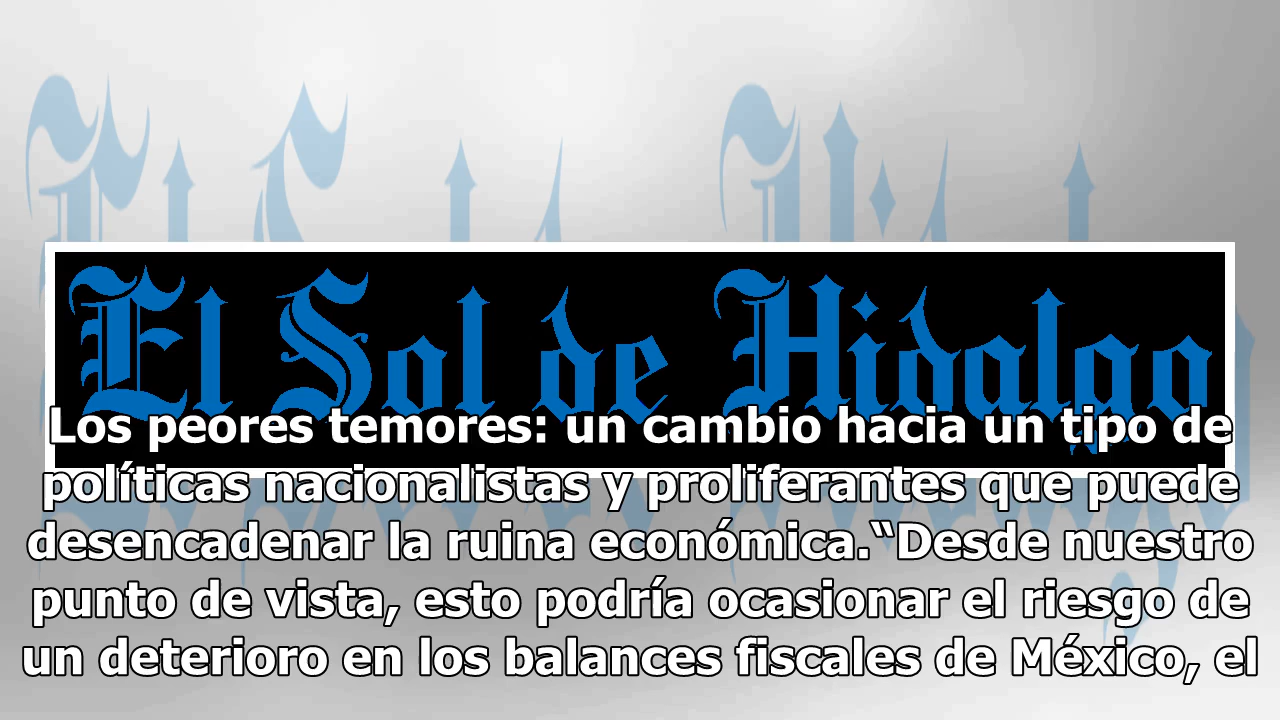 El Sol de Hidalgo
Los peores temores: un cambio hacia un tipo de
políticas nacionalistas y proliferantes que puede
desencadenar la ruina económica.“Desde nuestro
punto de vista, esto podría ocasionar el riesgo de
un deterioro en los balances fiscales de México, el